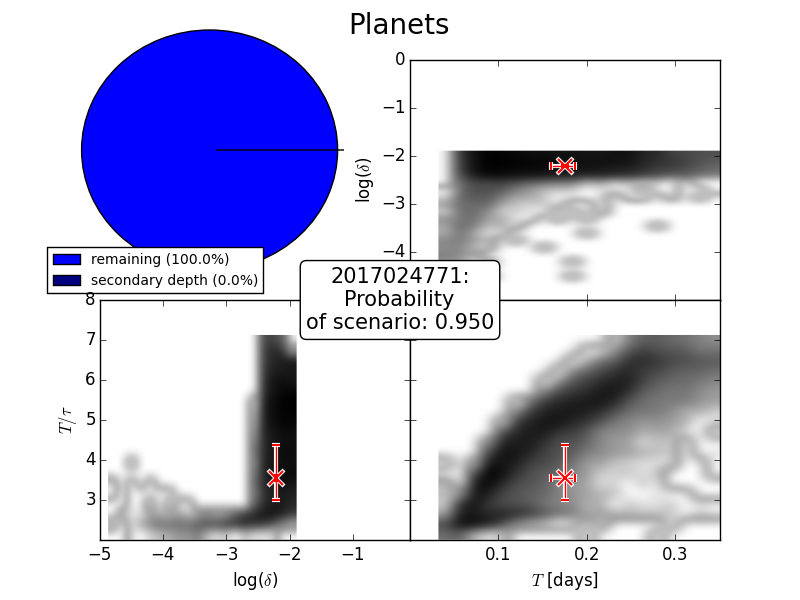 Planets
0
−1
−2
−3
−4
log(δ)
remaining (100.0%)
secondary depth (0.0%)
2017024771:
Probability
of scenario: 0.950
8
7
6
5
4
3
T/τ
−5
−4
−3
−2
−1
log(δ)
0.1
0.2
0.3
T [days]